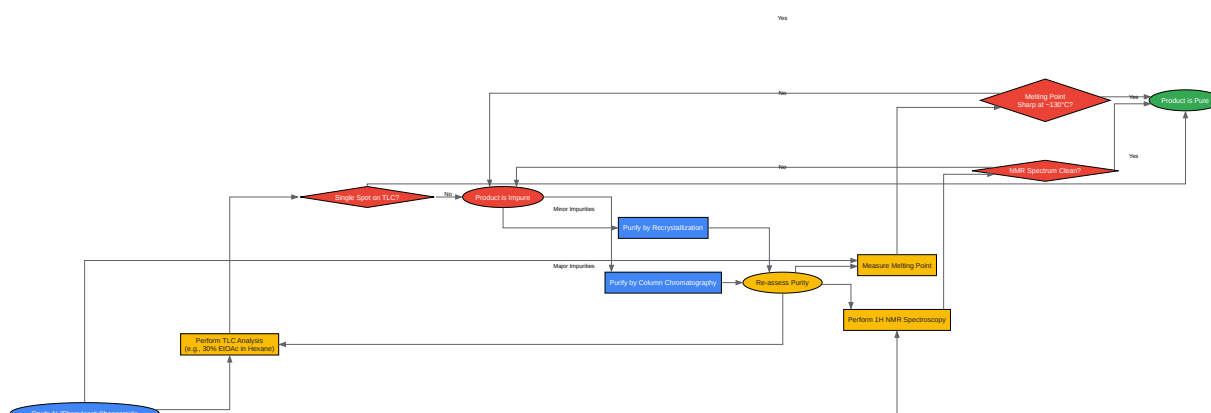 Yes
Melting Point
Sharp at ~130°C?
No
Yes
Product is Pure
Yes
No
NMR Spectrum Clean?
Single Spot on TLC?
No
Product is Impure
Minor Impurities
Purify by Recrystallization
Major Impurities
Measure Melting Point
Purify by Column Chromatography
Re-assess Purity
Perform 1H NMR Spectroscopy
Perform TLC Analysis
(e.g., 30% EtOAc in Hexane)